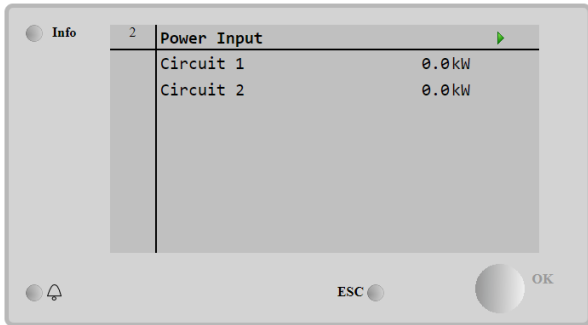 Info
2 Power Input
Circuit 1 0.0kW
Circuit 2 0.0kW
ESC
OK